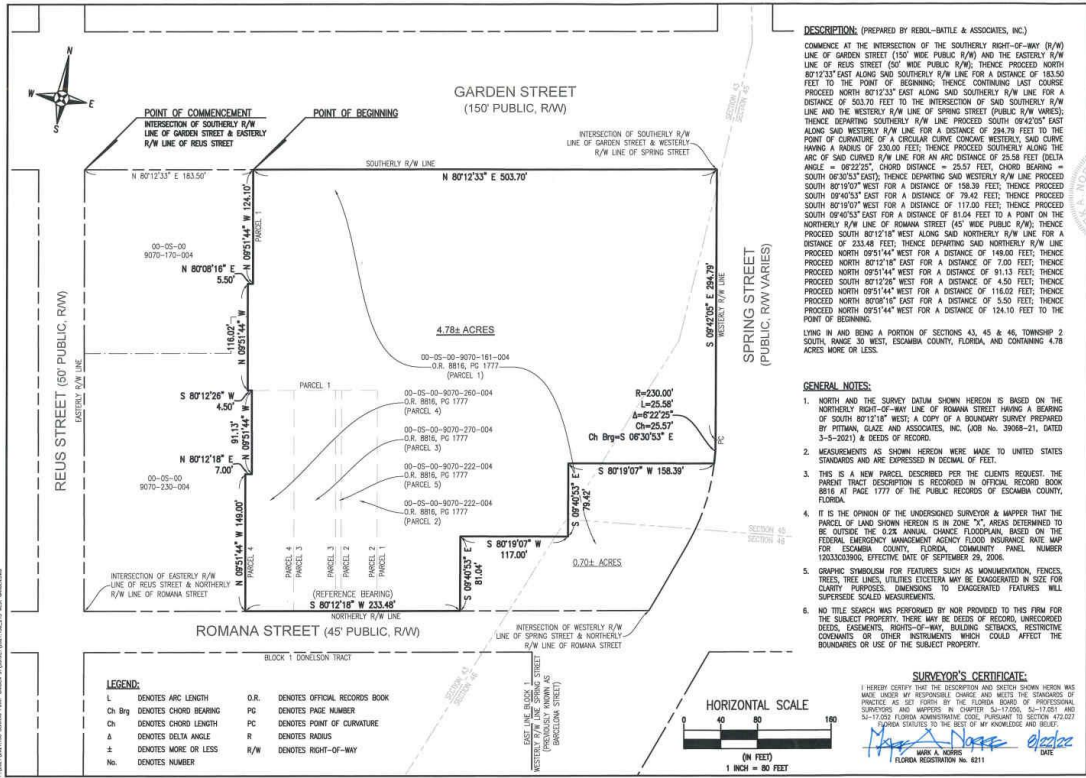 N
W
E
S
POINT OF COMMENCEMENT
INTERSECTION OF SOUTHERLY R/W
LINE OF GARDEN STREET & EASTERLY
R/W LINE OF REUS STREET
POINT OF BEGINNING
GARDEN STREET
(150' PUBLIC, R/W)
SECTION 43
SECTION 45
INTERSECTION OF SOUTHERLY R/W
LINE OF GARDEN STREET & WESTERLY
R/W LINE OF SPRING STREET
SOUTHERLY R/W LINE
N 80°12'33" E 183.50'
N 80°12'33" E 503.70'
N 09°51'44" W 124.10'
PARCEL 1
00-0S-00
9070-170-004
N 80°08'16" E
5.50'
116.02'
N 09°51'44" W
REUS STREET (50' PUBLIC, R/W)
EASTERLY R/W LINE
S 80°12'26" W
4.50'
91.13'
N 09°51'44" W
N 80°12'18" E
7.00'
00-0S-00
9070-230-004
N 09°51'44" W 149.00'
PARCEL 4
4.78± ACRES
00-0S-00-9070-161-004
O.R. 8816, PG 1777
(PARCEL 1)
PARCEL 1
00-0S-00-9070-260-004
O.R. 8816, PG 1777
(PARCEL 4)
00-0S-00-9070-270-004
O.R. 8816, PG 1777
(PARCEL 3)
00-0S-00-9070-222-004
O.R. 8816, PG 1777
(PARCEL 5)
00-0S-00-9070-222-004
O.R. 8816, PG 1777
(PARCEL 2)
PARCEL 4
PARCEL 3
PARCEL 3
PARCEL 2
PARCEL 2
PARCEL 1
S 09°42'05" E 294.79'
WESTERLY R/W LINE
SPRING STREET
(PUBLIC, R/W VARIES)
R=230.00'
L=25.58'
Δ=6°22'25"
Ch=25.57'
Ch Brg=S 06°30'53" E
PC
S 80°19'07" W 158.39'
S 09°40'53" E
79.42'
S 80°19'07" W
117.00'
S 09°40'53" E
81.04'
0.70± ACRES
SECTION 45
SECTION 46
INTERSECTION OF EASTERLY R/W
LINE OF REUS STREET & NORTHERLY
R/W LINE OF ROMANA STREET
(REFERENCE BEARING)
S 80°12'18" W 233.48'
NORTHERLY R/W LINE
ROMANA STREET (45' PUBLIC, R/W)
INTERSECTION OF WESTERLY R/W
LINE OF SPRING STREET & NORTHERLY
R/W LINE OF ROMANA STREET
BLOCK 1 DONELSON TRACT
SECTION 43
SECTION 46
EAST LINE BLOCK 1
WESTERLY R/W LINE SPRING STREET
(PREVIOUSLY KNOWN AS
BARCELONA STREET)
LEGEND:
L DENOTES ARC LENGTH
Ch Brg DENOTES CHORD BEARING
Ch DENOTES CHORD LENGTH
Δ DENOTES DELTA ANGLE
± DENOTES MORE OR LESS
No. DENOTES NUMBER
O.R. DENOTES OFFICIAL RECORDS BOOK
PG DENOTES PAGE NUMBER
PC DENOTES POINT OF CURVATURE
R DENOTES RADIUS
R/W DENOTES RIGHT-OF-WAY
HORIZONTAL SCALE
0 40 80 160
(IN FEET)
1 INCH = 80 FEET
DESCRIPTION: (PREPARED BY REBOL-BATTLE & ASSOCIATES, INC.)
COMMENCE AT THE INTERSECTION OF THE SOUTHERLY RIGHT-OF-WAY (R/W)
LINE OF GARDEN STREET (150' WIDE PUBLIC R/W) AND THE EASTERLY R/W
LINE OF REUS STREET (50' WIDE PUBLIC R/W); THENCE PROCEED NORTH
80°12'33" EAST ALONG SAID SOUTHERLY R/W LINE FOR A DISTANCE OF 183.50
FEET TO THE POINT OF BEGINNING; THENCE CONTINUING LAST COURSE
PROCEED NORTH 80°12'33" EAST ALONG SAID SOUTHERLY R/W LINE FOR A
DISTANCE OF 503.70 FEET TO THE INTERSECTION OF SAID SOUTHERLY R/W
LINE AND THE WESTERLY R/W LINE OF SPRING STREET (PUBLIC R/W VARIES);
THENCE DEPARTING SOUTHERLY R/W LINE PROCEED SOUTH 09°42'05" EAST
ALONG SAID WESTERLY R/W LINE FOR A DISTANCE OF 294.79 FEET TO THE
POINT OF CURVATURE OF A CIRCULAR CURVE CONCAVE WESTERLY, SAID CURVE
HAVING A RADIUS OF 230.00 FEET; THENCE PROCEED SOUTHERLY ALONG THE
ARC OF SAID CURVED R/W LINE FOR AN ARC DISTANCE OF 25.58 FEET (DELTA
ANGLE = 06°22'25", CHORD DISTANCE = 25.57 FEET, CHORD BEARING =
SOUTH 06°30'53" EAST); THENCE DEPARTING SAID WESTERLY R/W LINE PROCEED
SOUTH 80°19'07" WEST FOR A DISTANCE OF 158.39 FEET; THENCE PROCEED
SOUTH 09°40'53" EAST FOR A DISTANCE OF 79.42 FEET; THENCE PROCEED
SOUTH 80°19'07" WEST FOR A DISTANCE OF 117.00 FEET; THENCE PROCEED
SOUTH 09°40'53" EAST FOR A DISTANCE OF 81.04 FEET TO A POINT ON THE
NORTHERLY R/W LINE OF ROMANA STREET (45' WIDE PUBLIC R/W); THENCE
PROCEED SOUTH 80°12'18" WEST ALONG SAID NORTHERLY R/W LINE FOR A
DISTANCE OF 233.48 FEET; THENCE DEPARTING SAID NORTHERLY R/W LINE
PROCEED NORTH 09°51'44" WEST FOR A DISTANCE OF 149.00 FEET; THENCE
PROCEED NORTH 80°12'18" EAST FOR A DISTANCE OF 7.00 FEET; THENCE
PROCEED NORTH 09°51'44" WEST FOR A DISTANCE OF 91.13 FEET; THENCE
PROCEED SOUTH 80°12'26" WEST FOR A DISTANCE OF 4.50 FEET; THENCE
PROCEED NORTH 09°51'44" WEST FOR A DISTANCE OF 116.02 FEET; THENCE
PROCEED NORTH 80°08'16" EAST FOR A DISTANCE OF 5.50 FEET; THENCE
PROCEED NORTH 09°51'44" WEST FOR A DISTANCE OF 124.10 FEET TO THE
POINT OF BEGINNING.
LYING IN AND BEING A PORTION OF SECTIONS 43, 45 & 46, TOWNSHIP 2
SOUTH, RANGE 30 WEST, ESCAMBIA COUNTY, FLORIDA, AND CONTAINING 4.78
ACRES MORE OR LESS.
GENERAL NOTES:
1. NORTH AND THE SURVEY DATUM SHOWN HEREON IS BASED ON THE
NORTHERLY RIGHT-OF-WAY LINE OF ROMANA STREET HAVING A BEARING
OF SOUTH 80°12'18" WEST; A COPY OF A BOUNDARY SURVEY PREPARED
BY PITTMAN, GLAZE AND ASSOCIATES, INC. (JOB No. 39068-21, DATED
3-5-2021) & DEEDS OF RECORD.
2. MEASUREMENTS AS SHOWN HEREON WERE MADE TO UNITED STATES
STANDARDS AND ARE EXPRESSED IN DECIMAL OF FEET.
3. THIS IS A NEW PARCEL DESCRIBED PER THE CLIENTS REQUEST. THE
PARENT TRACT DESCRIPTION IS RECORDED IN OFFICIAL RECORD BOOK
8816 AT PAGE 1777 OF THE PUBLIC RECORDS OF ESCAMBIA COUNTY,
FLORIDA.
4. IT IS THE OPINION OF THE UNDERSIGNED SURVEYOR & MAPPER THAT THE
PARCEL OF LAND SHOWN HEREON IS IN ZONE "X", AREAS DETERMINED TO
BE OUTSIDE THE 0.2% ANNUAL CHANCE FLOODPLAIN, BASED ON THE
FEDERAL EMERGENCY MANAGEMENT AGENCY FLOOD INSURANCE RATE MAP
FOR ESCAMBIA COUNTY, FLORIDA, COMMUNITY PANEL NUMBER
12033C0390G, EFFECTIVE DATE OF SEPTEMBER 29, 2006.
5. GRAPHIC SYMBOLISM FOR FEATURES SUCH AS MONUMENTATION, FENCES,
TREES, TREE LINES, UTILITIES ETCETERA MAY BE EXAGGERATED IN SIZE FOR
CLARITY PURPOSES. DIMENSIONS TO EXAGGERATED FEATURES WILL
SUPERSEDE SCALED MEASUREMENTS.
6. NO TITLE SEARCH WAS PERFORMED BY NOR PROVIDED TO THIS FIRM FOR
THE SUBJECT PROPERTY. THERE MAY BE DEEDS OF RECORD, UNRECORDED
DEEDS, EASEMENTS, RIGHTS-OF-WAY, BUILDING SETBACKS, RESTRICTIVE
COVENANTS OR OTHER INSTRUMENTS WHICH COULD AFFECT THE
BOUNDARIES OR USE OF THE SUBJECT PROPERTY.
SURVEYOR'S CERTIFICATE:
I HEREBY CERTIFY THAT THE DESCRIPTION AND SKETCH SHOWN HEREON WAS
MADE UNDER MY RESPONSIBLE CHARGE AND MEETS THE STANDARDS OF
PRACTICE AS SET FORTH BY THE FLORIDA BOARD OF PROFESSIONAL
SURVEYORS AND MAPPERS IN CHAPTER 5J-17.050, 5J-17.051 AND
5J-17.052 FLORIDA ADMINISTRATIVE CODE, PURSUANT TO SECTION 472.027
FLORIDA STATUTES TO THE BEST OF MY KNOWLEDGE AND BELIEF.
Mark A Norris 8/22/22
MARK A. NORRIS DATE
FLORIDA REGISTRATION No. 6211